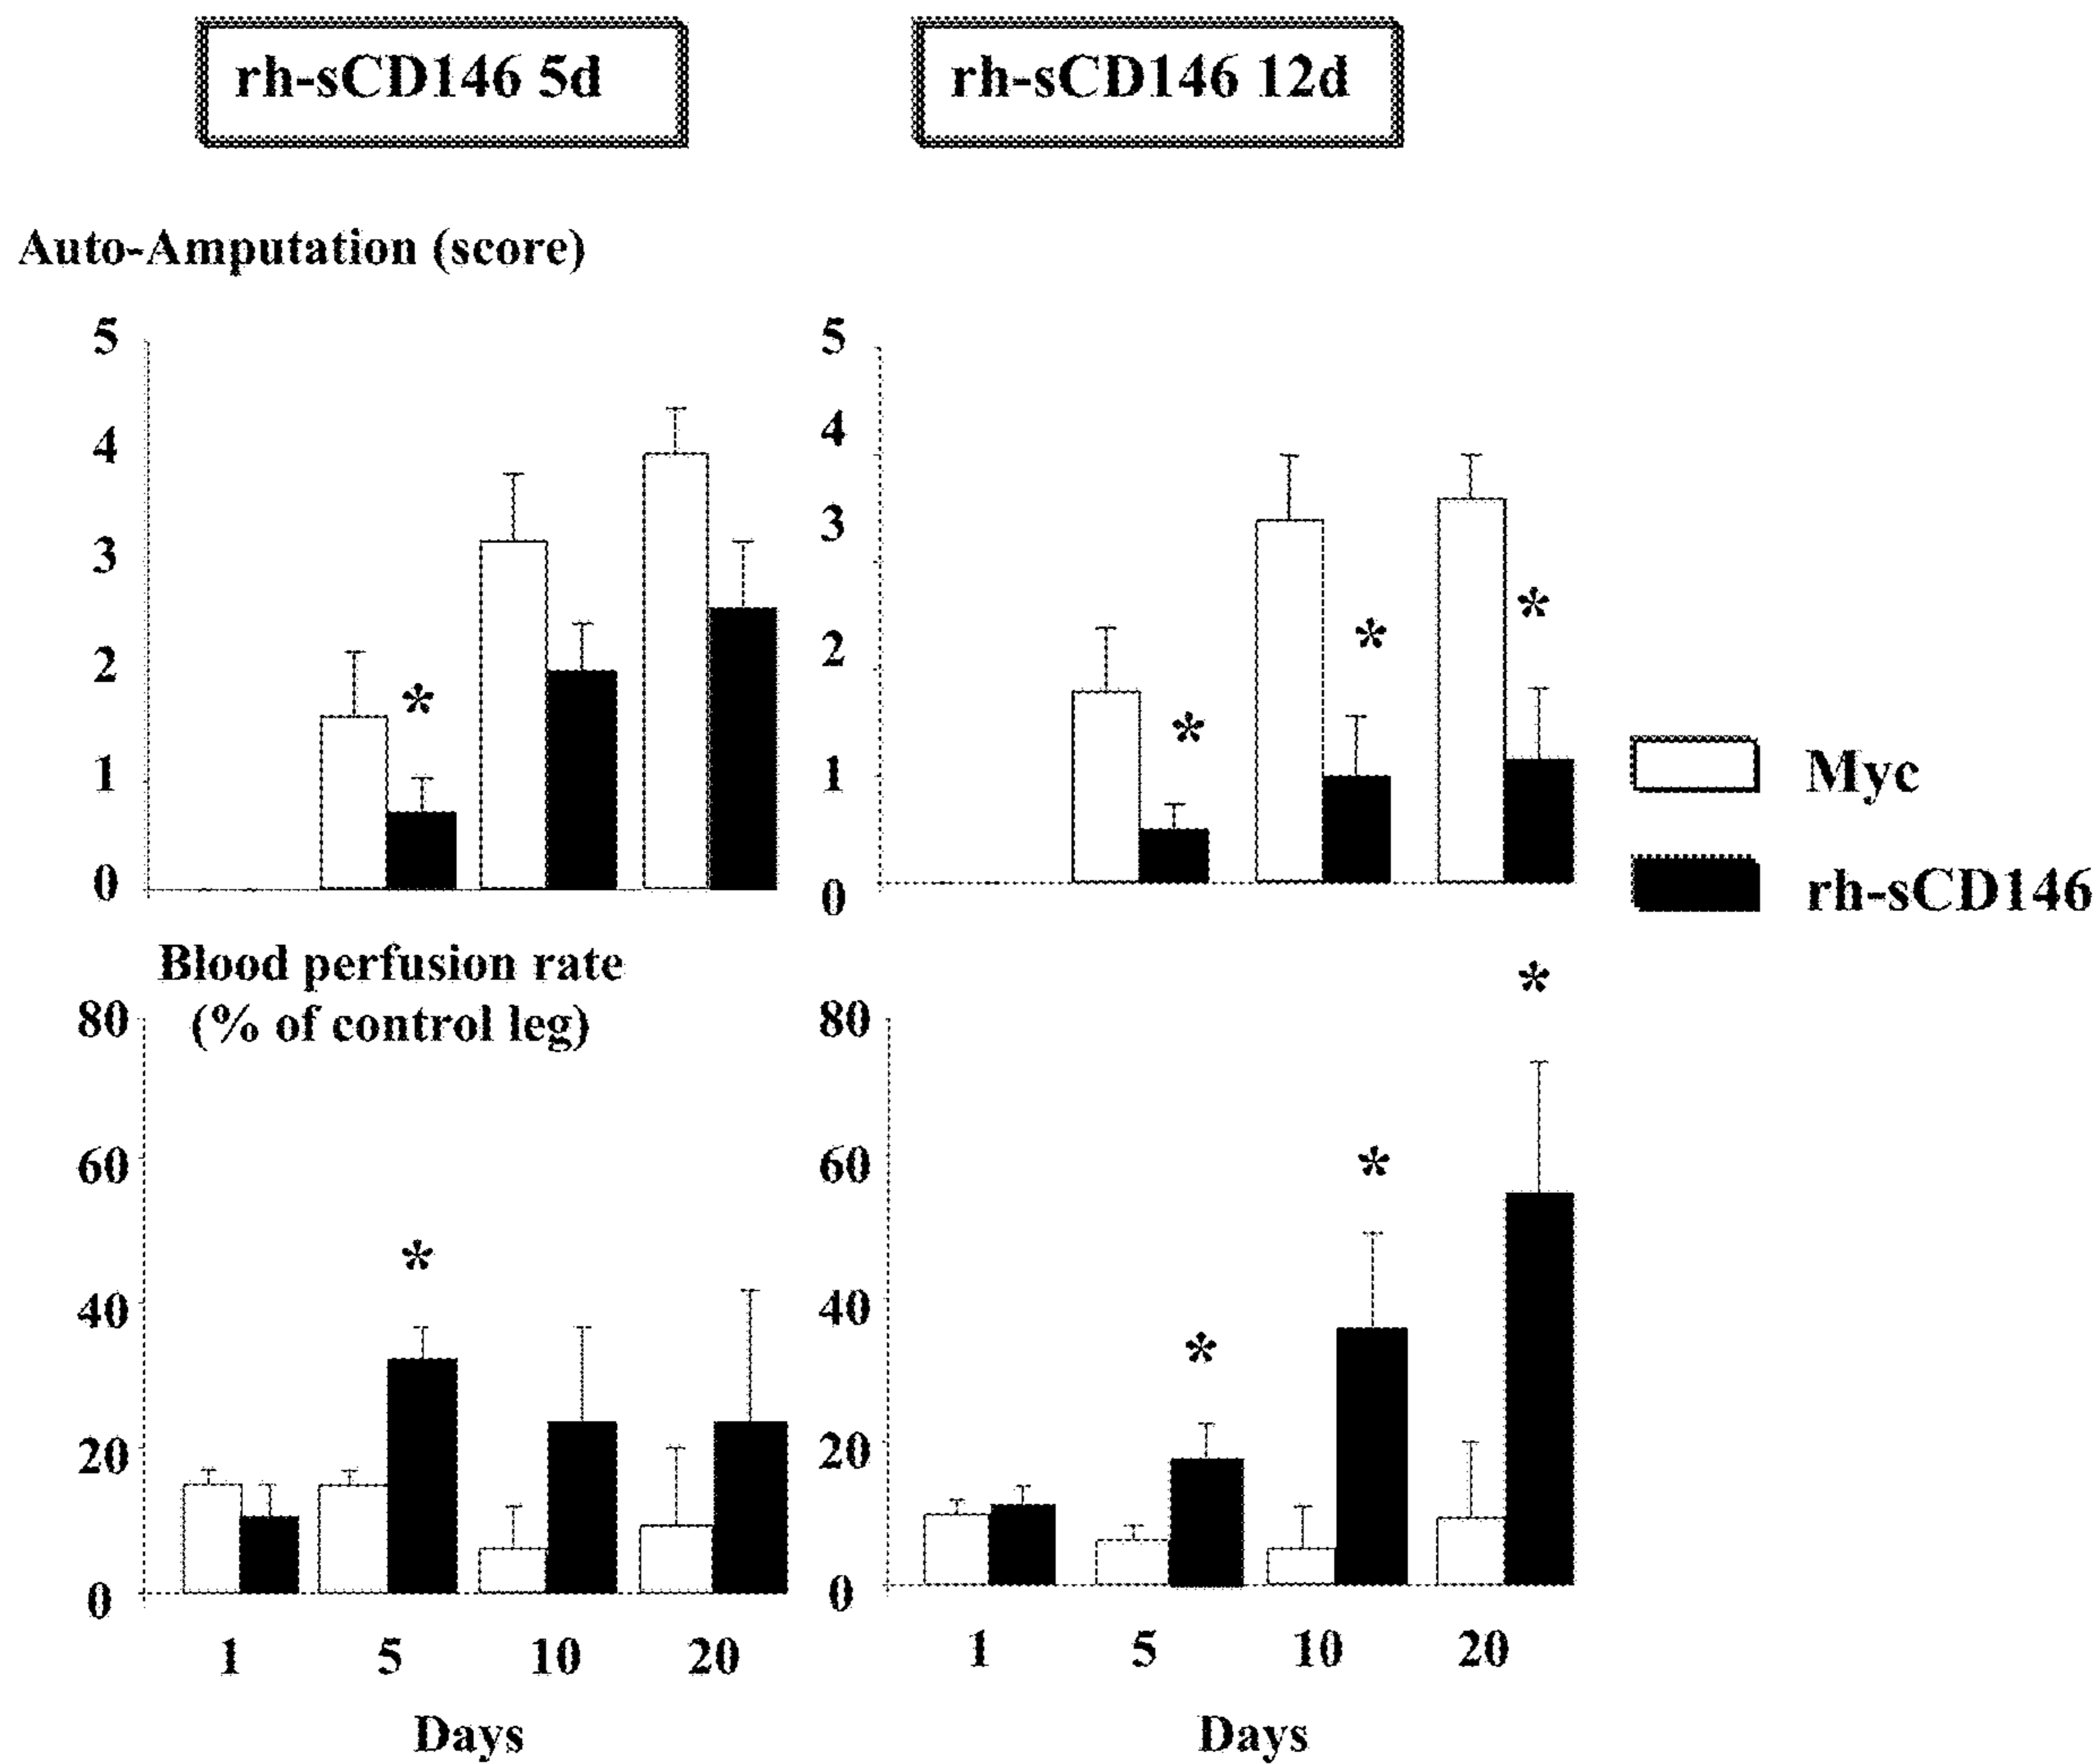 rh-sCD146 5d
rh-sCD146 12d
Auto-Amputation (score)
5
4
3
2
1
0
*
5
4
3
2
1
0
*
*
*
Myc
rh-sCD146
Blood perfusion rate
(% of control leg)
80
60
40
20
0
*
1 5 10 20
Days
80
60
40
20
0
*
*
*
1 5 10 20
Days